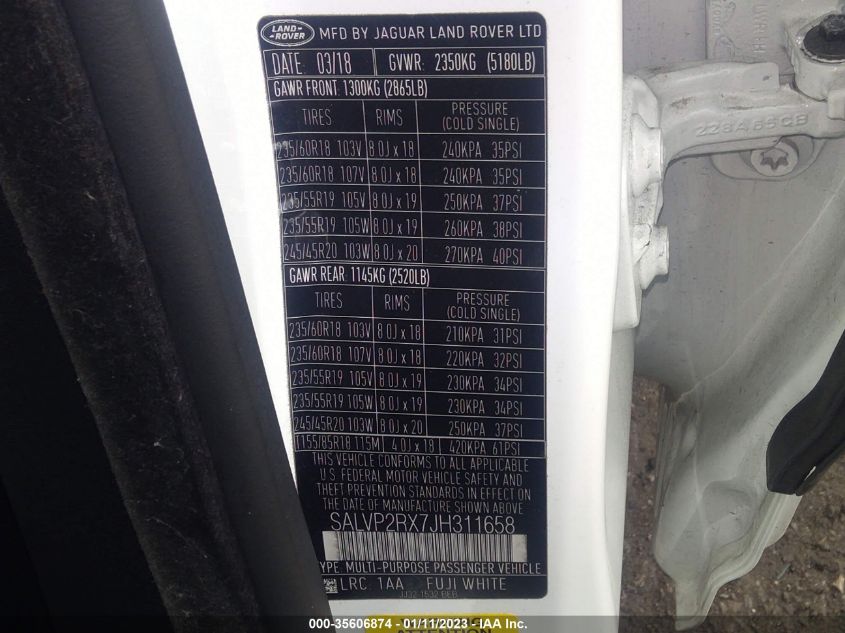 LAND-
ROVER
MFD BY JAGUAR LAND ROVER LTD
DATE: 03/18 GVWR: 2350KG (5180LB)
GAWR FRONT: 1300KG (2865LB)
TIRES RIMS PRESSURE
(COLD SINGLE)
235/60R18 103V 8.0J x 18 240KPA 35PSI
235/60R18 107V 8.0J x 18 240KPA 35PSI
235/55R19 105V 8.0J x 19 250KPA 37PSI
235/55R19 105W 8.0J x 19 260KPA 38PSI
245/45R20 103W 8.0J x 20 270KPA 40PSI
GAWR REAR: 1145KG (2520LB)
TIRES RIMS PRESSURE
(COLD SINGLE)
235/60R18 103V 8.0J x 18 210KPA 31PSI
235/60R18 107V 8.0J x 18 220KPA 32PSI
235/55R19 105V 8.0J x 19 230KPA 34PSI
235/55R19 105W 8.0J x 19 230KPA 34PSI
245/45R20 103W 8.0J x 20 250KPA 37PSI
T155/85R18 115M 4.0J x 18 420KPA 61PSI
THIS VEHICLE CONFORMS TO ALL APPLICABLE
U.S. FEDERAL MOTOR VEHICLE SAFETY AND
THEFT PREVENTION STANDARDS IN EFFECT ON
THE DATE OF MANUFACTURE SHOWN ABOVE
SALVP2RX7JH311658
TYPE: MULTI-PURPOSE PASSENGER VEHICLE
LRC 1AA FUJI WHITE
JJ32 1532 BEB
228A69CB
ATTENTION
000-35606874 - 01/11/2023 - IAA Inc.